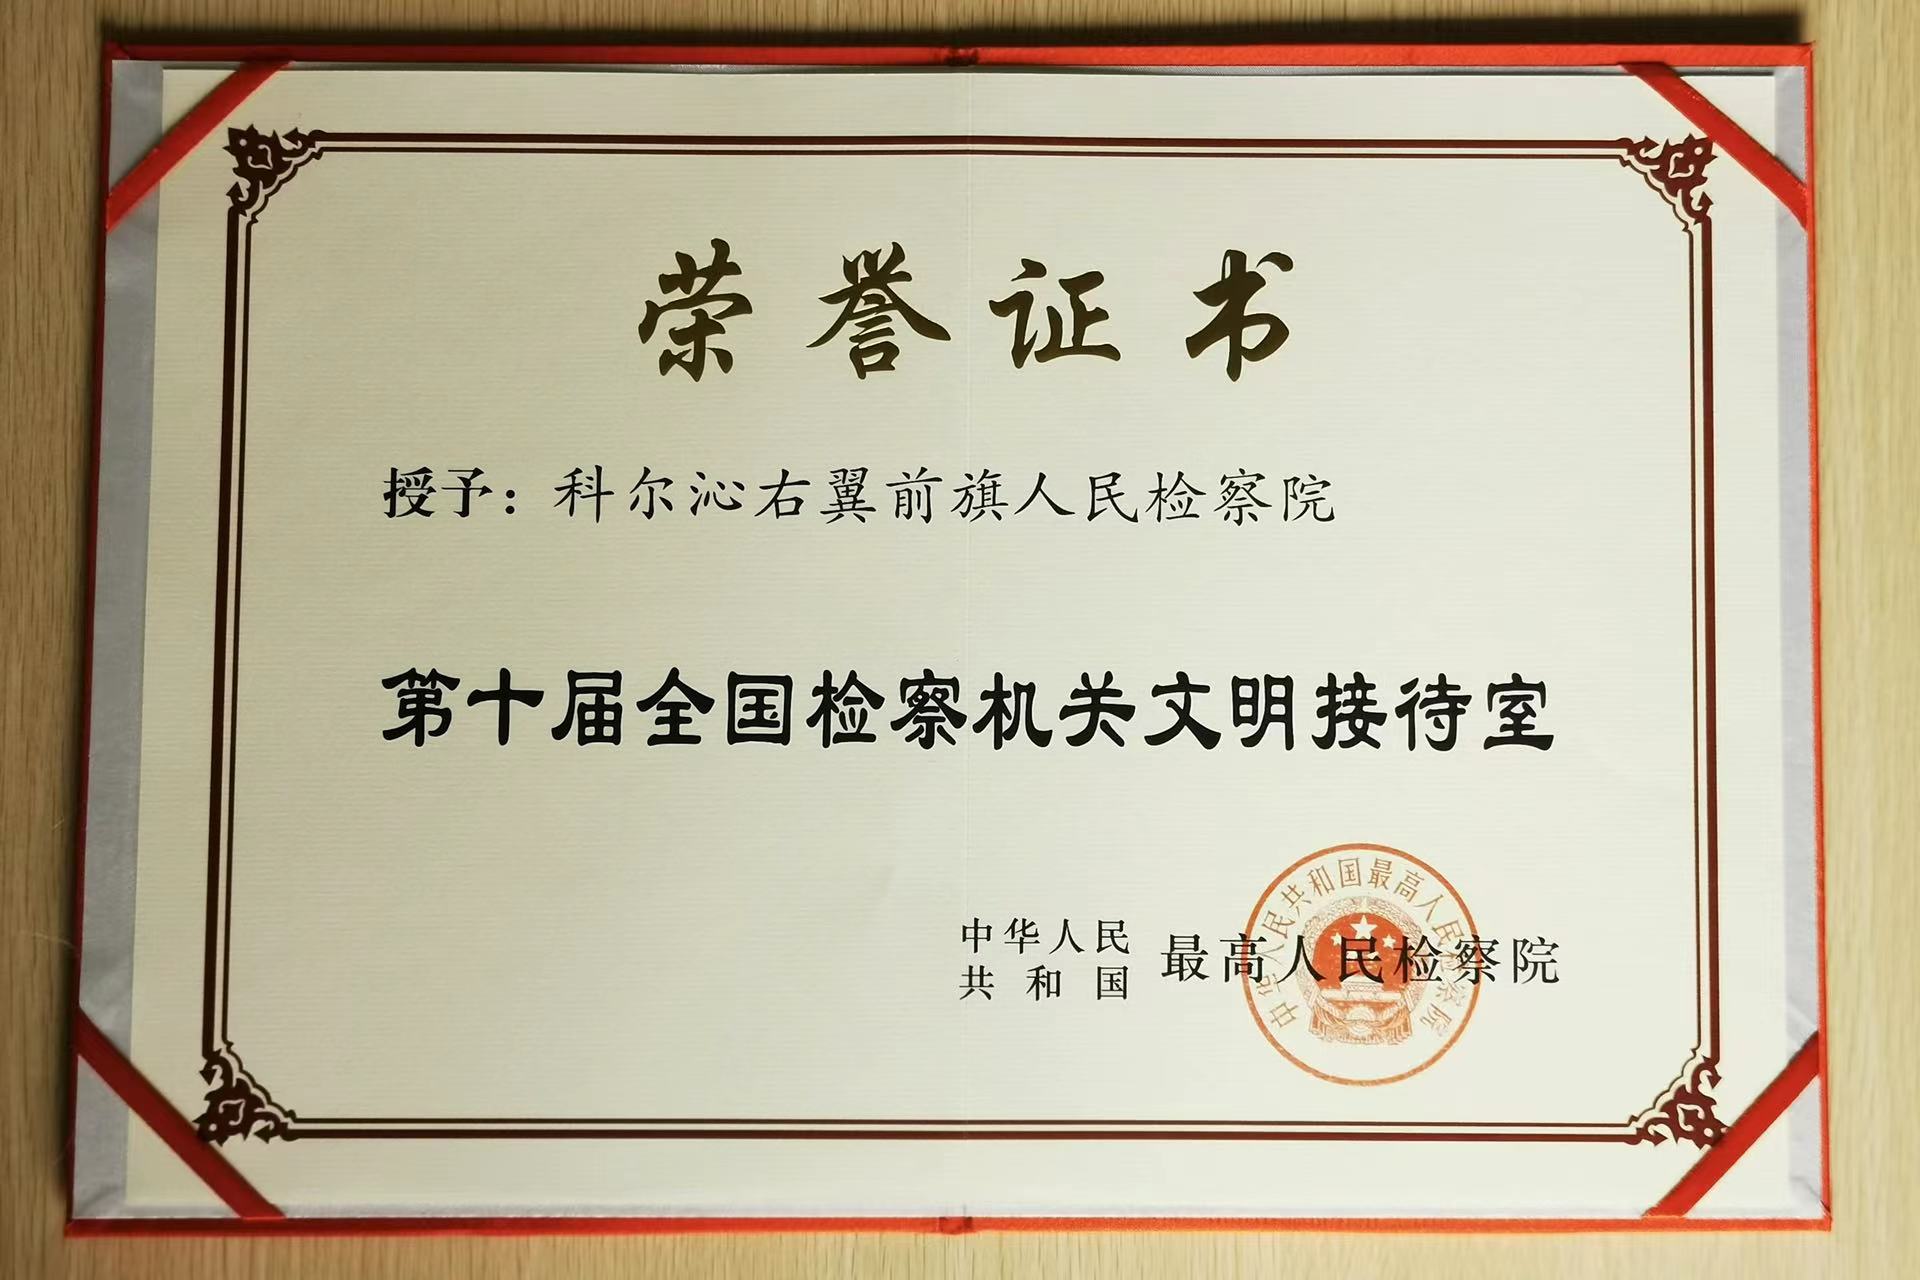 荣誉证书
授予：科尔沁右翼前旗人民检察院
第十届全国检察机关文明接待室
中华人民
共和国
最高人民检察院
中华人民共和国最高人民检察院